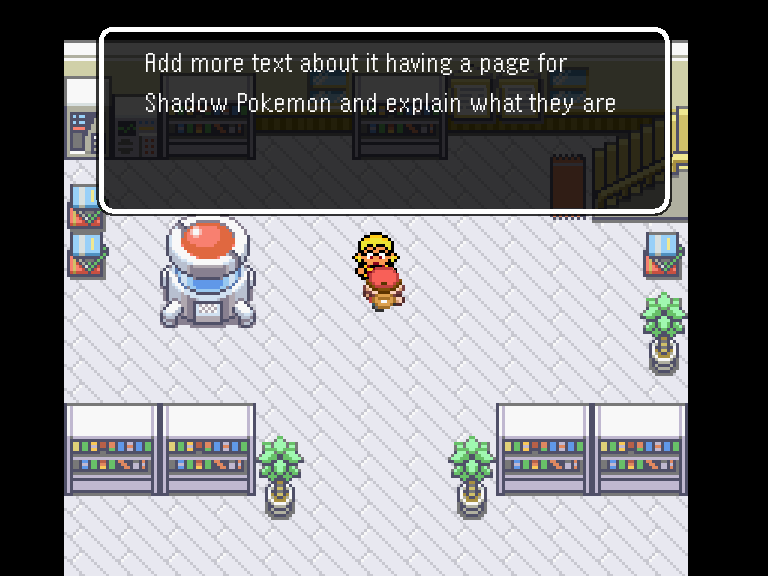 Add more text about it having a page for
Shadow Pokemon and explain what they are